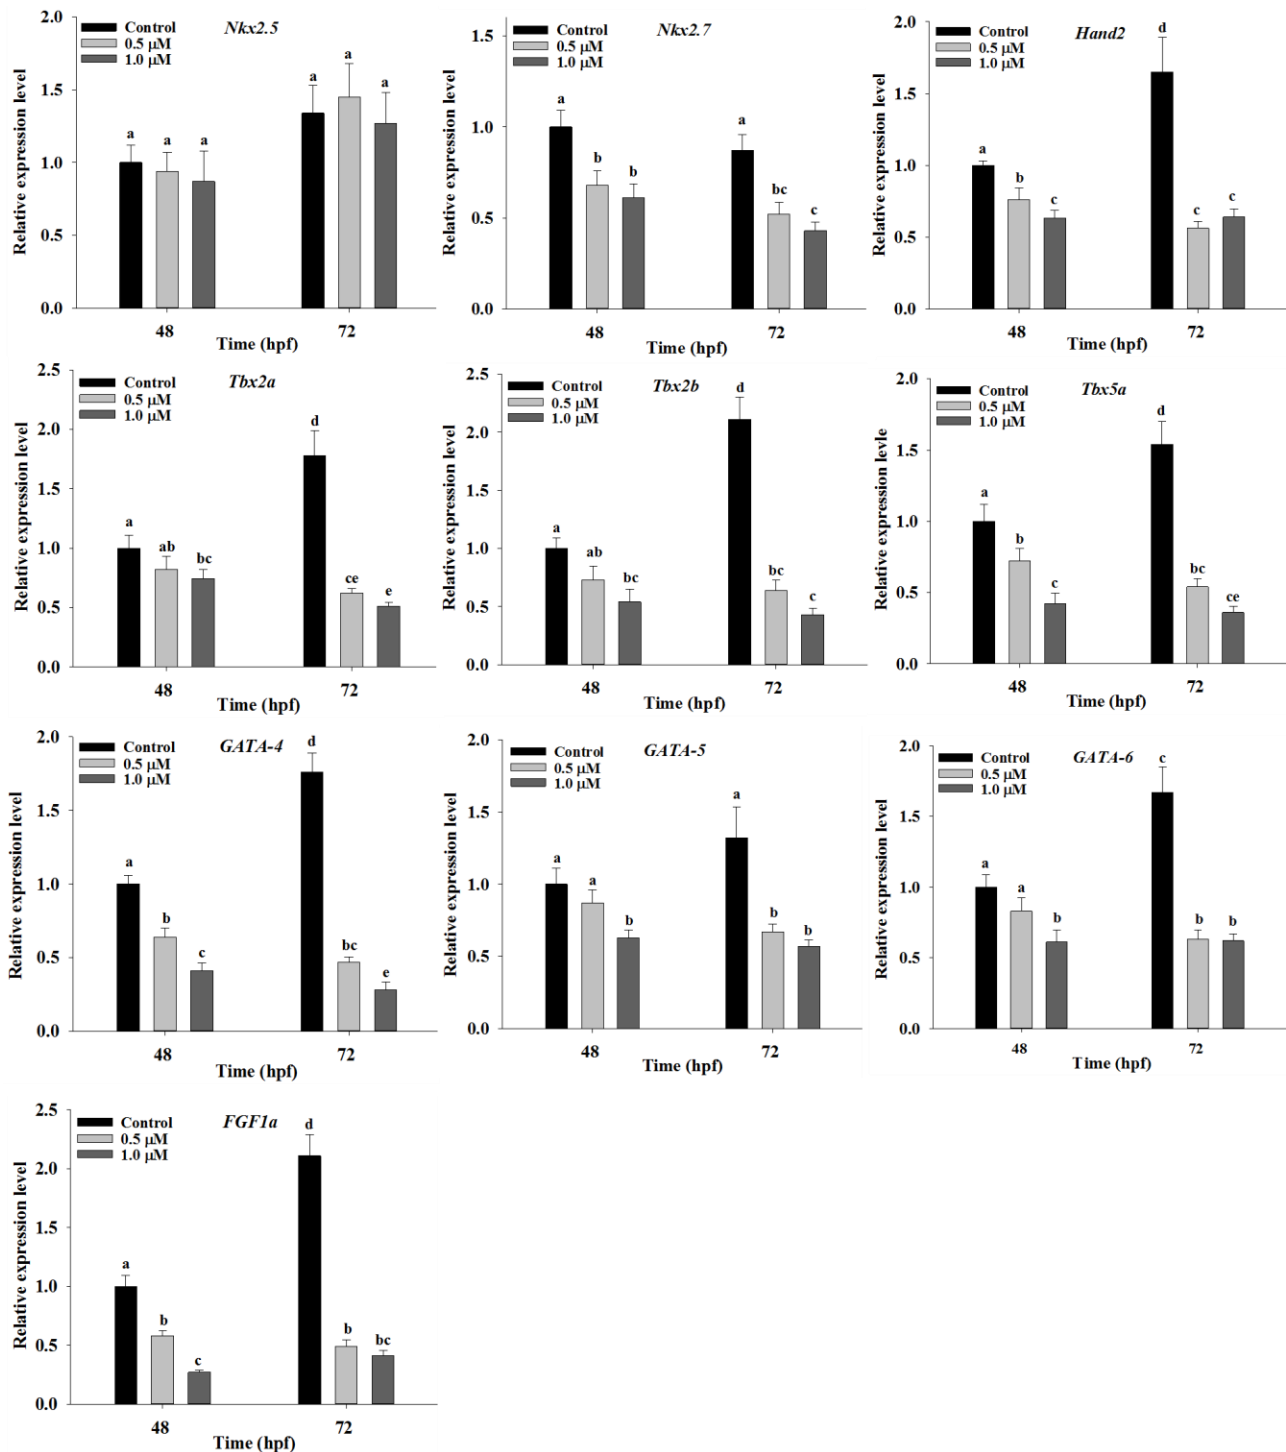 Nkx2.5
Control
0.5 μM
1.0 μM
Relative expression level
2.0
1.5
1.0
0.5
0.0
a a a a a a
48 72
Time (hpf)
Nkx2.7
Control
0.5 μM
1.0 μM
Relative expression level
1.5
1.0
0.5
0.0
a b b a bc c
48 72
Time (hpf)
Hand2
Control
0.5 μM
1.0 μM
Relative expression level
2.0
1.5
1.0
0.5
0.0
a b c d c c
48 72
Time (hpf)
Tbx2a
Control
0.5 μM
1.0 μM
Relative expression level
2.5
2.0
1.5
1.0
0.5
0.0
a ab bc d ce e
48 72
Time (hpf)
Tbx2b
Control
0.5 μM
1.0 μM
Relative expression level
2.5
2.0
1.5
1.0
0.5
0.0
a ab bc d bc c
48 72
Time (hpf)
Tbx5a
Control
0.5 μM
1.0 μM
Relative expression levle
2.0
1.5
1.0
0.5
0.0
a b c d bc ce
48 72
Time (hpf)
GATA-4
Control
0.5 μM
1.0 μM
Relative expression level
2.0
1.5
1.0
0.5
0.0
a b c d bc e
48 72
Time (hpf)
GATA-5
Control
0.5 μM
1.0 μM
Relative expression level
2.0
1.5
1.0
0.5
0.0
a a b a b b
48 72
Time (hpf)
GATA-6
Control
0.5 μM
1.0 μM
Relative expression level
2.0
1.5
1.0
0.5
0.0
a a b c b b
48 72
Time (hpf)
FGF1a
Control
0.5 μM
1.0 μM
Relative expression level
2.5
2.0
1.5
1.0
0.5
0.0
a b c d b bc
48 72
Time (hpf)